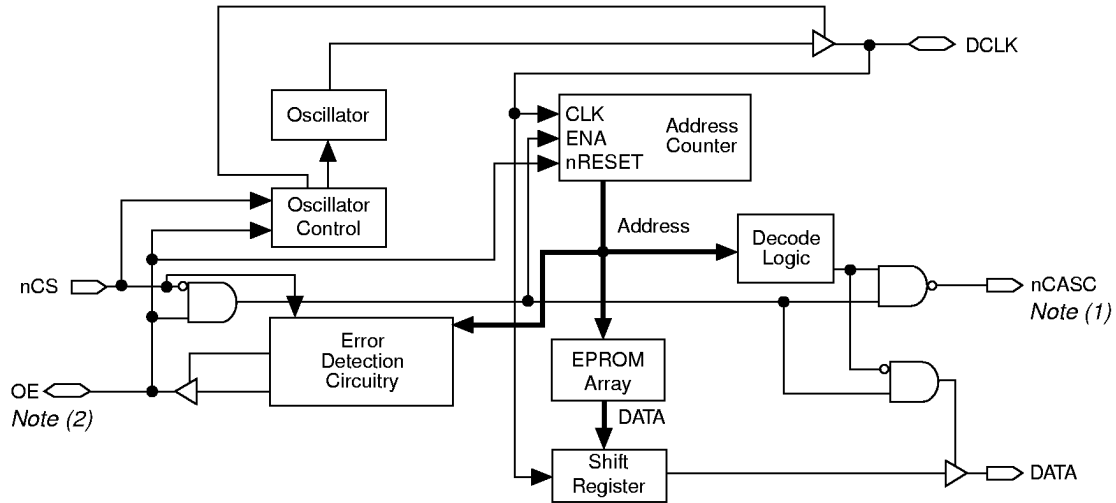 DCLK
Oscillator
CLK
ENA
nRESET
Address
Counter
Oscillator
Control
Address
Decode
Logic
nCS
nCASC
Note (1)
Error
Detection
Circuitry
EPROM
Array
OE
Note (2)
DATA
Shift
Register
DATA